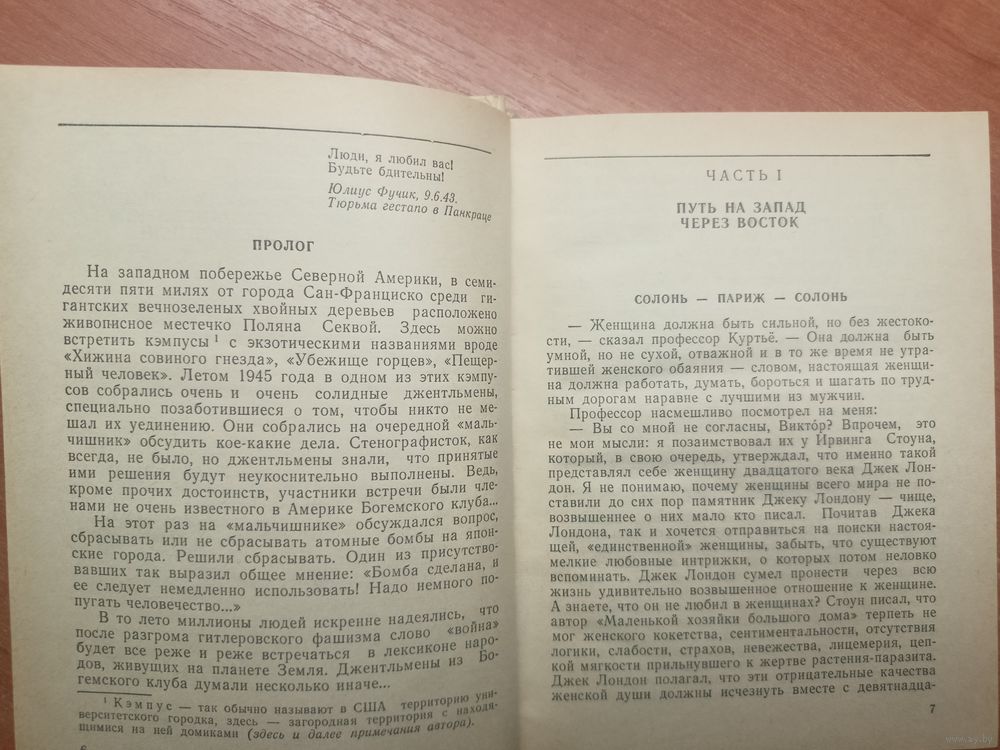 Люди, я любил вас!
Будьте бдительны!
Юлиус Фучик, 9.6.43.
Тюрьма гестапо в Панкраце
ПРОЛОГ
На западном побережье Северной Америки, в семи-
десяти пяти милях от города Сан-Франциско среди ги-
гантских вечнозеленых хвойных деревьев расположено
живописное местечко Поляна Секвой. Здесь можно
встретить кэмпусы ¹ с экзотическими названиями вроде
«Хижина совиного гнезда», «Убежище горцев», «Пещер-
ный человек». Летом 1945 года в одном из этих кэмпу-
сов собрались очень и очень солидные джентльмены,
специально позаботившиеся о том, чтобы никто не ме-
шал их уединению. Они собрались на очередной «маль-
чишник» обсудить кое-какие дела. Стенографисток, как
всегда, не было, но джентльмены знали, что принятые
ими решения будут неукоснительно выполнены. Ведь,
кроме прочих достоинств, участники встречи были чле-
нами не очень известного в Америке Богемского клуба...
На этот раз на «мальчишнике» обсуждался вопрос,
сбрасывать или не сбрасывать атомные бомбы на япон-
ские города. Решили сбрасывать. Один из присутство-
вавших так выразил общее мнение: «Бомба сделана, и
ее следует немедленно использовать! Надо немного по-
пугать человечество...»
В то лето миллионы людей искренне надеялись, что
после разгрома гитлеровского фашизма слово «война»
будет все реже и реже встречаться в лексиконе наро-
дов, живущих на планете Земля. Джентльмены из Бо-
гемского клуба думали несколько иначе...
¹ Кэмпус — так обычно называют в США территорию уни-
верситетского городка, здесь — загородная территория с находя-
щимися на ней домиками (здесь и далее примечания автора).
6
ЧАСТЬ I
ПУТЬ НА ЗАПАД
ЧЕРЕЗ ВОСТОК
СОЛОНЬ — ПАРИЖ — СОЛОНЬ
— Женщина должна быть сильной, но без жестоко-
сти, — сказал профессор Куртьё. — Она должна быть
умной, но не сухой, отважной и в то же время не утра-
тившей женского обаяния — словом, настоящая женщи-
на должна работать, думать, бороться и шагать по труд-
ным дорогам наравне с лучшими из мужчин.
Профессор насмешливо посмотрел на меня:
— Вы со мной не согласны, Викто́р? Впрочем, это
не мои мысли: я позаимствовал их у Ирвинга Стоуна,
который, в свою очередь, утверждал, что именно такой
представлял себе женщину двадцатого века Джек Лон-
дон. Я не понимаю, почему женщины всего мира не по-
ставили до сих пор памятник Джеку Лондону — чище,
возвышеннее о них мало кто писал. Почитав Джека
Лондона, так и хочется отправиться на поиски настоя-
щей, «единственной» женщины, забыть, что существуют
мелкие любовные интрижки, о которых потом неловко
вспоминать. Джек Лондон сумел пронести через всю
жизнь удивительно возвышенное отношение к женщине.
А знаете, что он не любил в женщинах? Стоун писал, что
автор «Маленькой хозяйки большого дома» терпеть не
мог женского кокетства, сентиментальности, отсутствия
логики, слабости, страхов, невежества, лицемерия, цеп-
кой мягкости прильнувшего к жертве растения-паразита.
Джек Лондон полагал, что эти отрицательные качества
женской души должны исчезнуть вместе с девятнадца-
7
www.ay.by